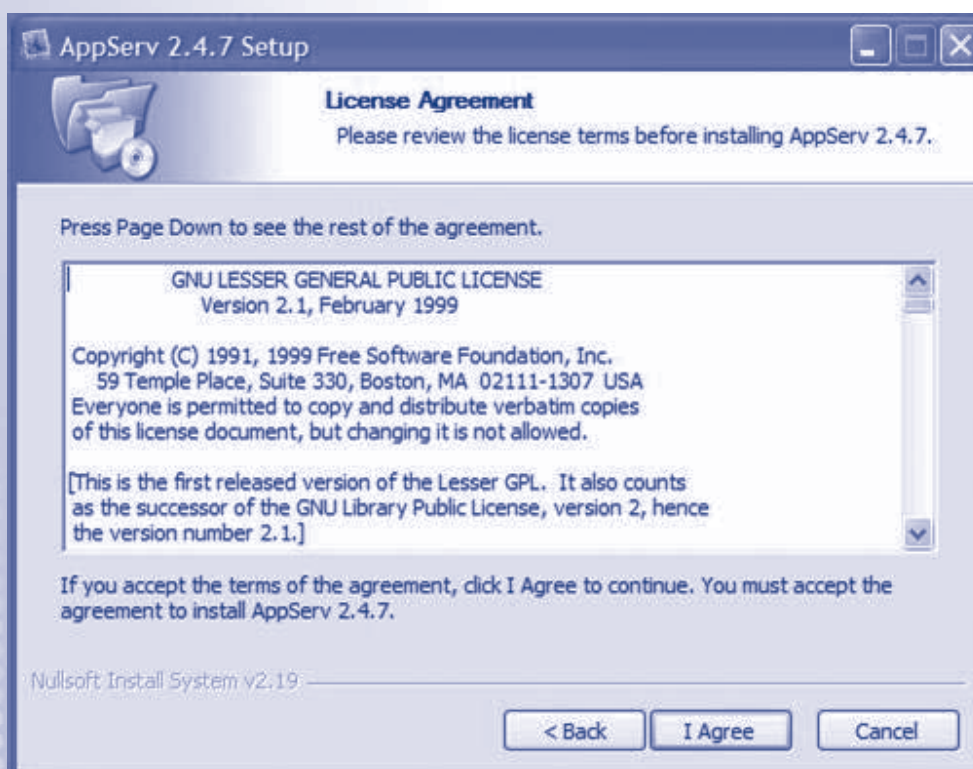 AppServ 2.4.7 Setup
License Agreement
Please review the license terms before installing AppServ 2.4.7.
Press Page Down to see the rest of the agreement.
GNU LESSER GENERAL PUBLIC LICENSE
Version 2.1, February 1999
Copyright (C) 1991, 1999 Free Software Foundation, Inc.
59 Temple Place, Suite 330, Boston, MA 02111-1307 USA
Everyone is permitted to copy and distribute verbatim copies
of this license document, but changing it is not allowed.
[This is the first released version of the Lesser GPL. It also counts
as the successor of the GNU Library Public License, version 2, hence
the version number 2.1.]
If you accept the terms of the agreement, click I Agree to continue. You must accept the
agreement to install AppServ 2.4.7.
Nullsoft Install System v2.19
< Back
I Agree
Cancel